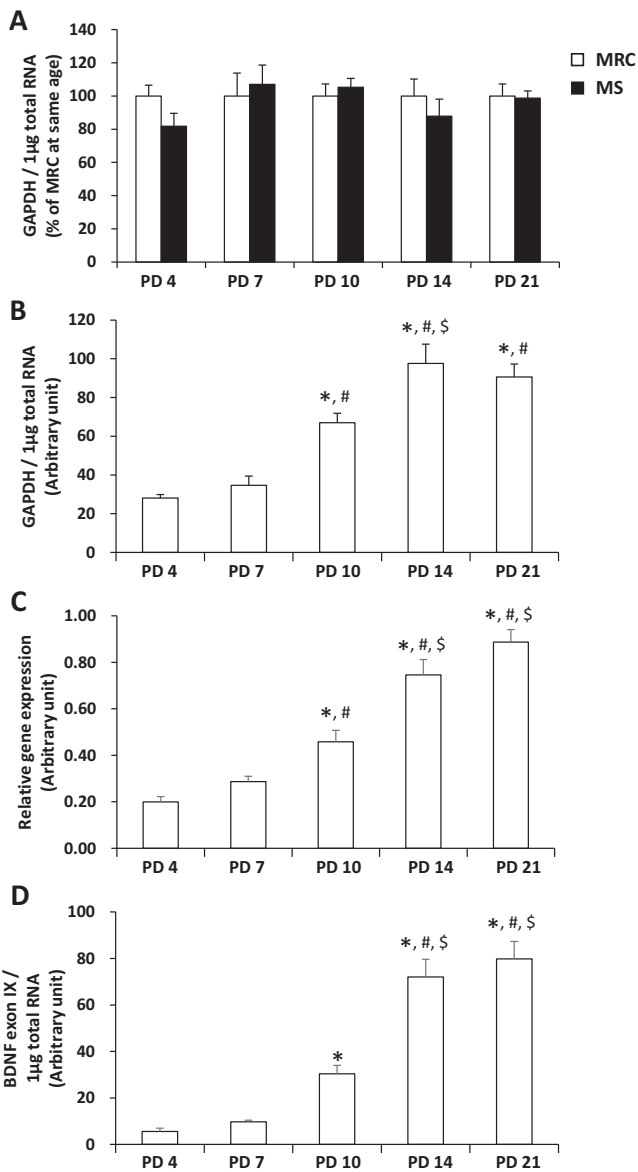 A
GAPDH / 1µg total RNA
(% of MRC at same age)
140
120
100
80
60
40
20
0
MRC
MS
PD 4 PD 7 PD 10 PD 14 PD 21
B
GAPDH / 1µg total RNA
(Arbitrary unit)
120
100
80
60
40
20
0
*, #
*, #, $
*, #
PD 4 PD 7 PD 10 PD 14 PD 21
C
Relative gene expression
(Arbitrary unit)
1.00
0.80
0.60
0.40
0.20
0.00
*, #
*, #, $
*, #, $
PD 4 PD 7 PD 10 PD 14 PD 21
D
BDNF exon IX /
1µg total RNA
(Arbitrary unit)
100
80
60
40
20
0
*
*, #, $
*, #, $
PD 4 PD 7 PD 10 PD 14 PD 21